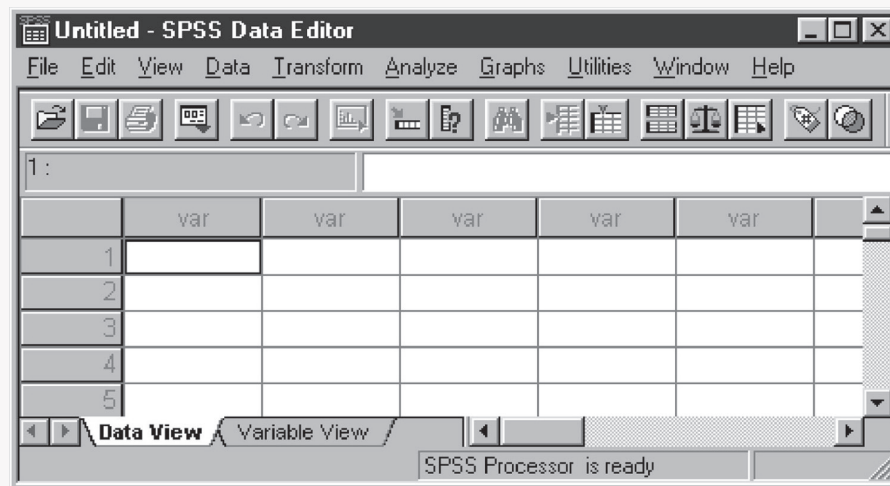 SPSS
Untitled - SPSS Data Editor
File Edit View Data Transform Analyze Graphs Utilities Window Help
1 :
var var var var var
1
2
3
4
5
Data View Variable View
SPSS Processor is ready